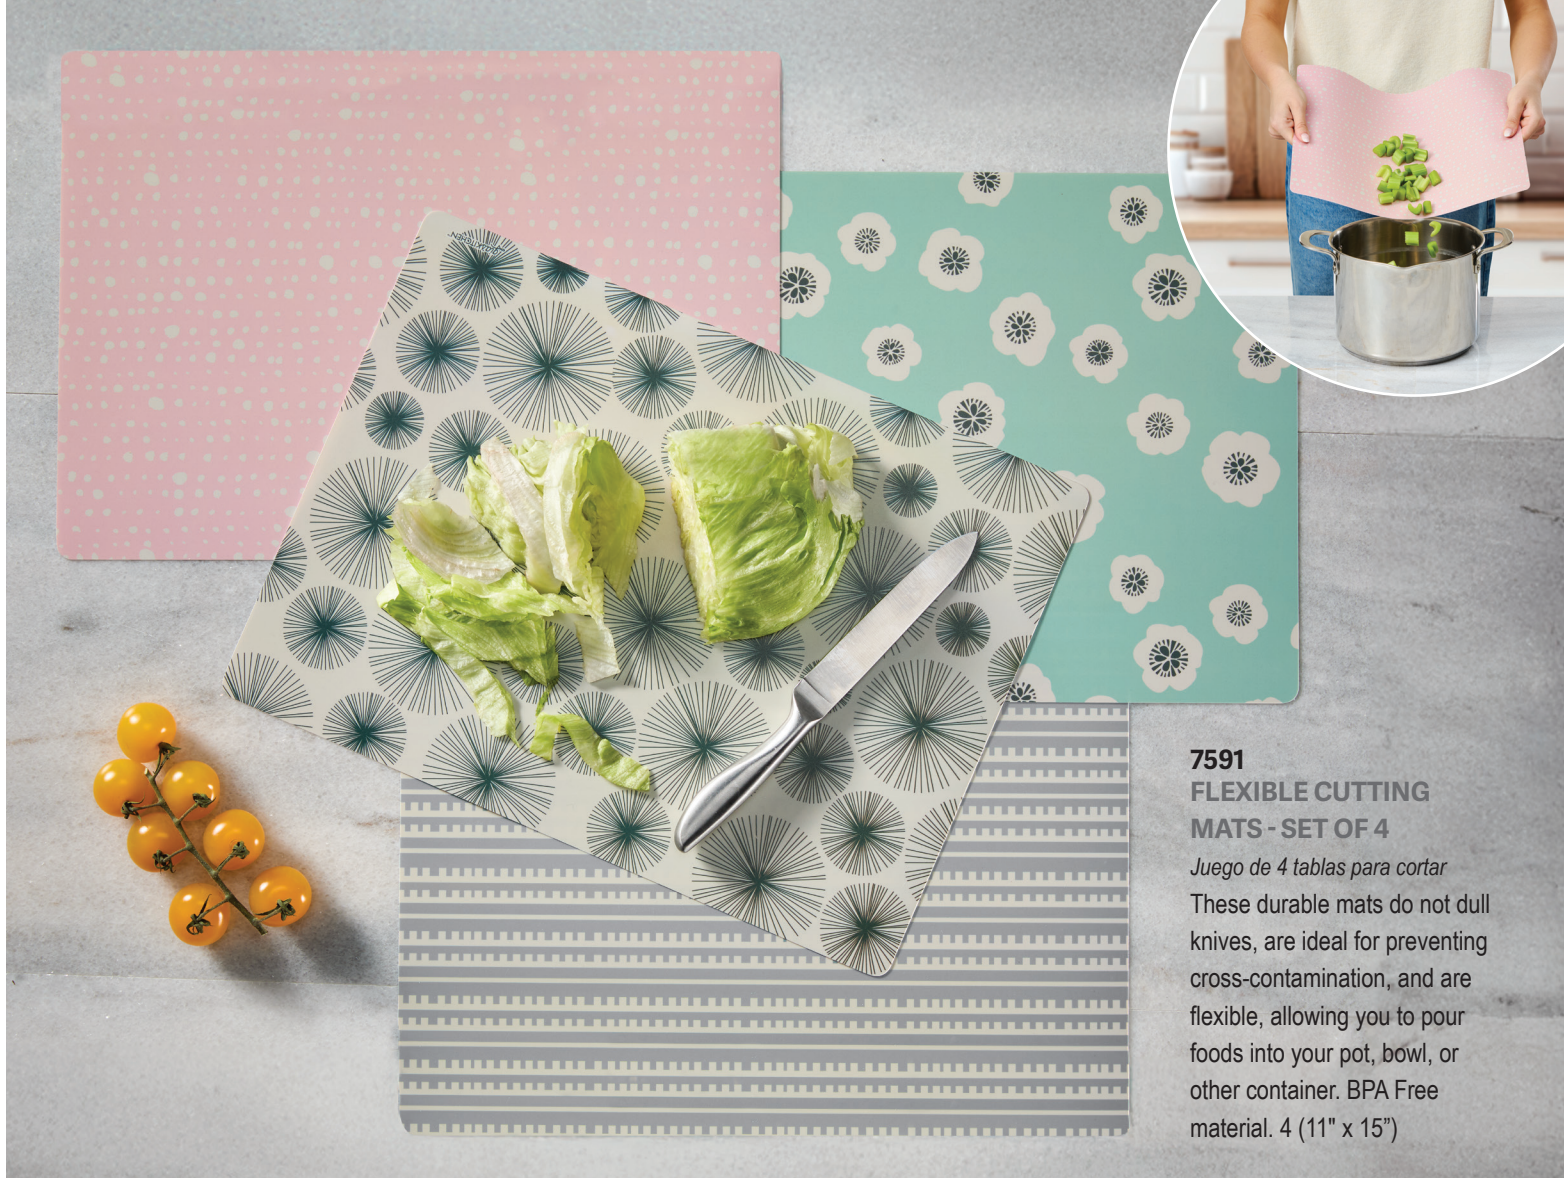 7591
FLEXIBLE CUTTING
MATS - SET OF 4
Juego de 4 tablas para cortar
These durable mats do not dull
knives, are ideal for preventing
cross-contamination, and are
flexible, allowing you to pour
foods into your pot, bowl, or
other container. BPA Free
material. 4 (11" x 15”)